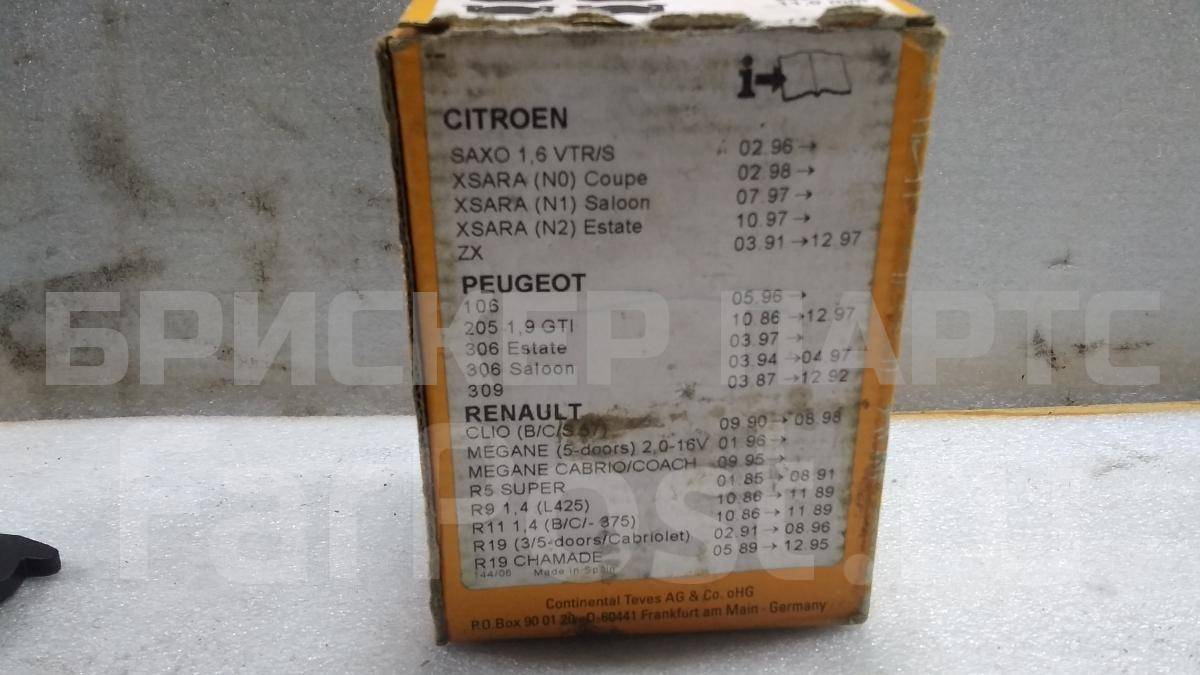 CITROEN
SAXO 1,6 VTR/S 02.96→
XSARA (N0) Coupe 02.98→
XSARA (N1) Saloon 07.97→
XSARA (N2) Estate 10.97→
ZX 03.91→12.97
PEUGEOT
106 05.96→
205 1,9 GTI 10.86→12.97
306 Estate 03.97→
306 Saloon 03.94→04.97
309 03.87→12.92
RENAULT
CLIO (B/C/S 57) 09.90→08.98
MEGANE (5-doors) 2,0-16V 01.96→
MEGANE CABRIO/COACH 09.95→
R5 SUPER 01.85→08.91
R9 1,4 (L425) 10.86→11.89
R11 1,4 (B/C/- 375) 10.86→11.89
R19 (3/5-doors/Cabriolet) 02.91→08.96
R19 CHAMADE 05.89→12.95
144/06 Made in Spain
Continental Teves AG & Co. oHG
P.O.Box 90 01 20 - D-60441 Frankfurt am Main - Germany
БРИСКЕР ПАРТС